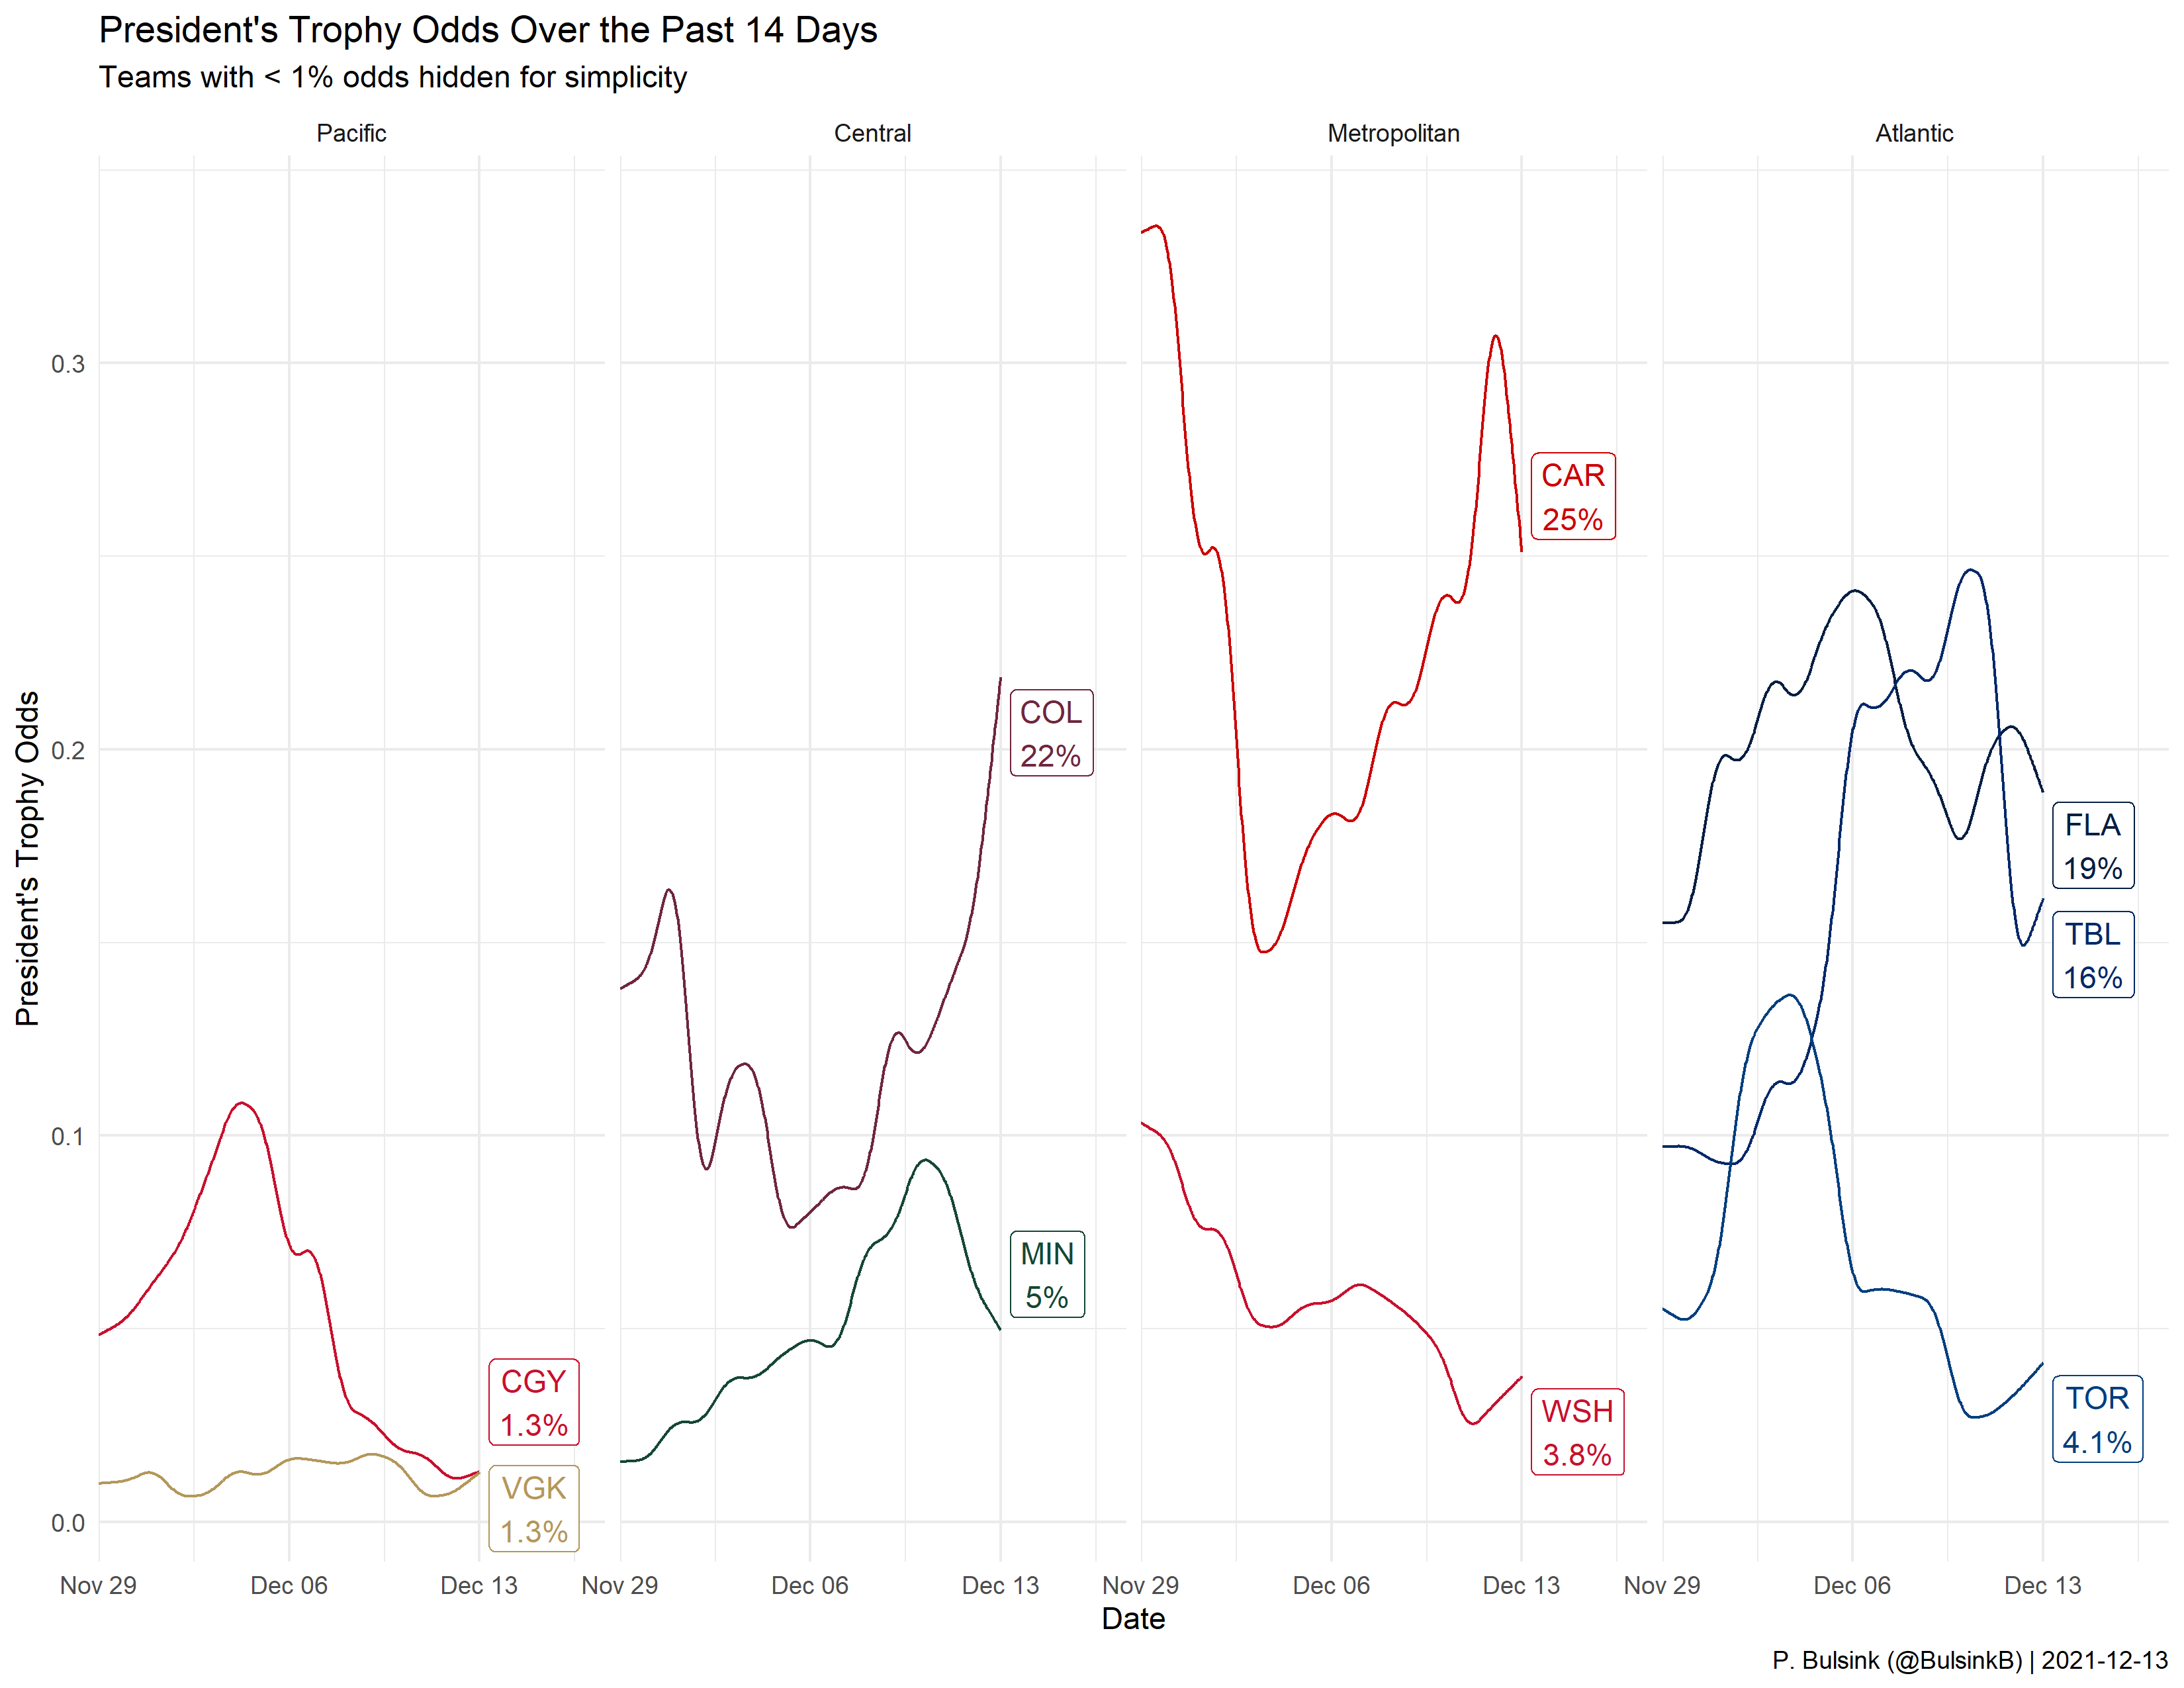 President's Trophy Odds Over the Past 14 Days
Teams with < 1% odds hidden for simplicity
Pacific
Central
Metropolitan
Atlantic
President's Trophy Odds
0.3
0.2
0.1
0.0
CGY
1.3%
VGK
1.3%
COL
22%
MIN
5%
CAR
25%
WSH
3.8%
FLA
19%
TBL
16%
TOR
4.1%
Nov 29 Dec 06 Dec 13 Nov 29 Dec 06 Dec 13 Nov 29 Dec 06 Dec 13 Nov 29 Dec 06 Dec 13
Date
P. Bulsink (@BulsinkB) | 2021-12-13